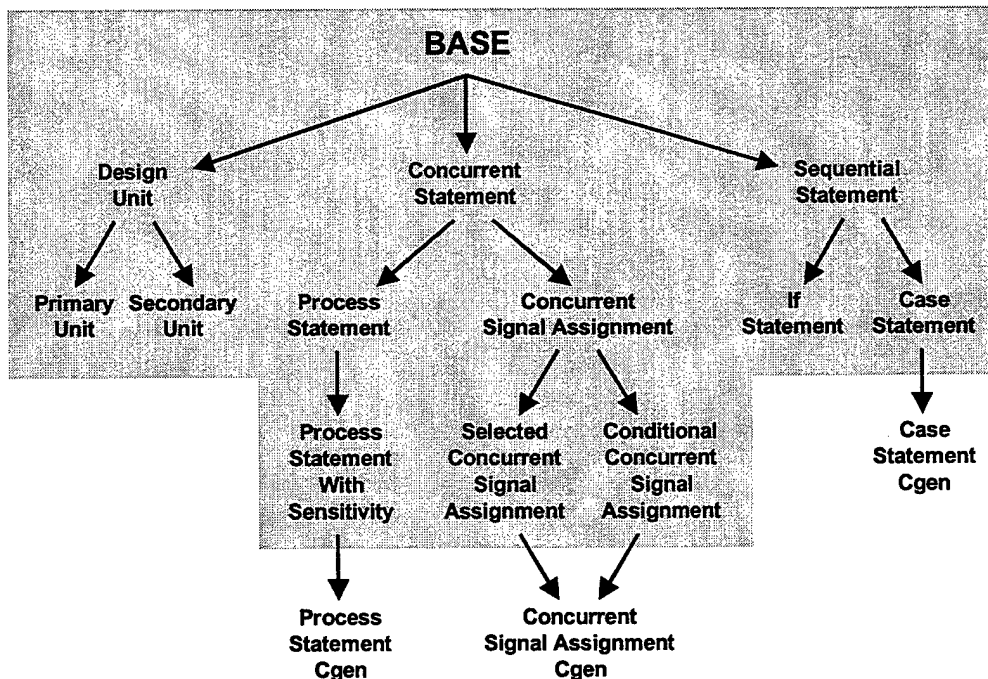 BASE
Design
Unit
Concurrent
Statement
Sequential
Statement
Primary
Unit
Secondary
Unit
Process
Statement
Concurrent
Signal Assignment
If
Statement
Case
Statement
Process
Statement
With
Sensitivity
Selected
Concurrent
Signal
Assignment
Conditional
Concurrent
Signal
Assignment
Case
Statement
Cgen
Process
Statement
Cgen
Concurrent
Signal Assignment
Cgen